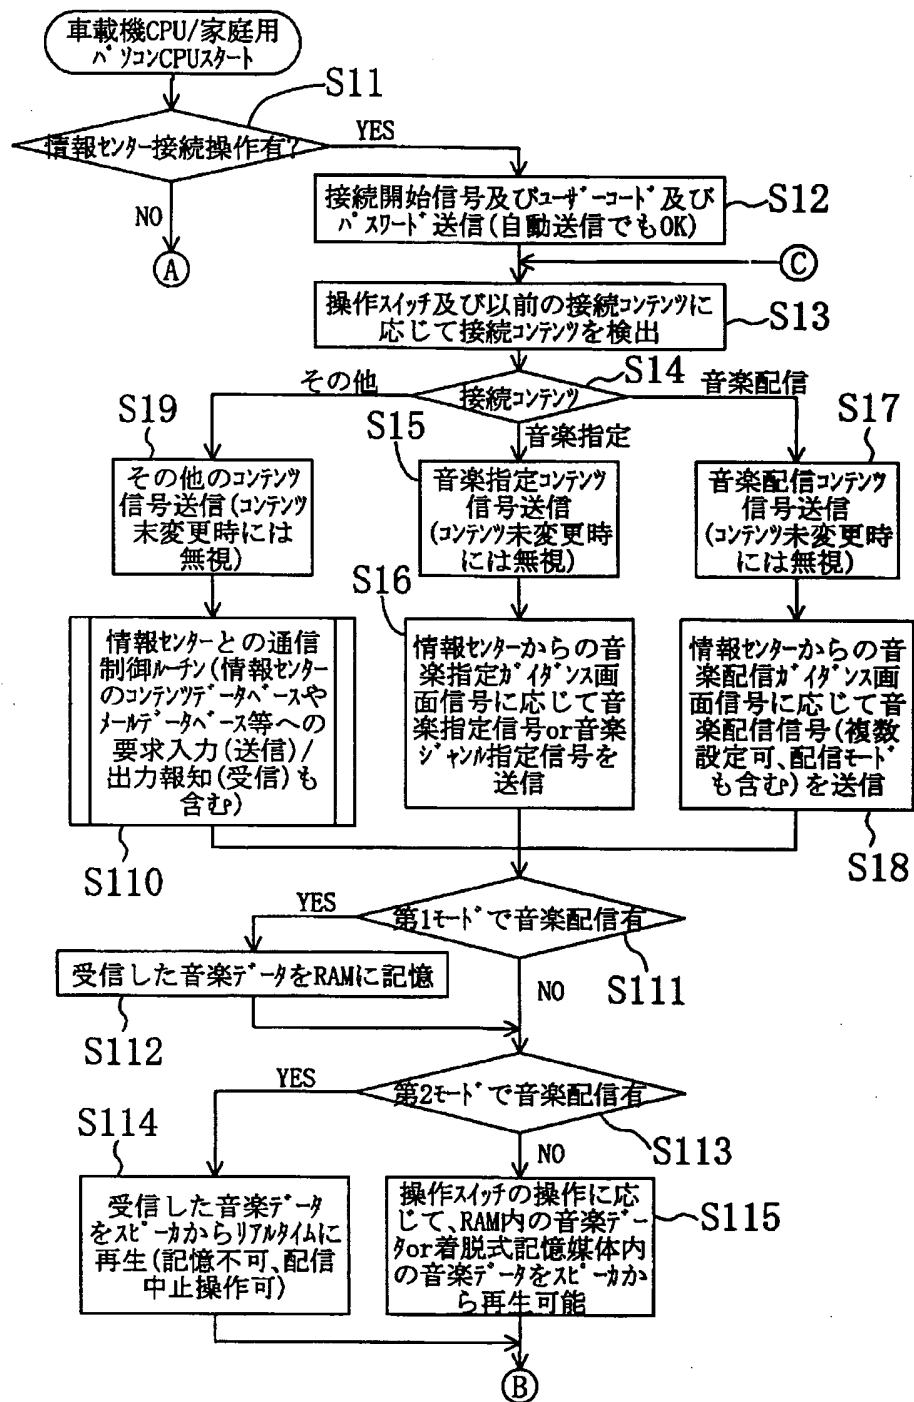 車載機CPU/家庭用
パソコンCPUスタート
S11
情報センター接続操作有?
YES
NO
A
接続開始信号及びユーザーコード及び
パスワード送信(自動送信でもOK)
S12
C
操作スイッチ及び以前の接続コンテンツに
応じて接続コンテンツを検出
S13
S14
接続コンテンツ
その他
音楽指定
音楽配信
S19
その他のコンテンツ
信号送信(コンテンツ
末変更時には
無視)
S15
音楽指定コンテンツ
信号送信
(コンテンツ未変更時
には無視)
S17
音楽配信コンテンツ
信号送信
(コンテンツ未変更時
には無視)
情報センターとの通信
制御ルーチン(情報センター
のコンテンツデータベースや
メールデータベース等への
要求入力(送信)/
出力報知(受信)も
含む)
S110
S16
情報センターからの音
楽指定ガイダンス画
面信号に応じて音
楽指定信号or音楽
ジャンル指定信号を
送信
情報センターからの音
楽配信ガイダンス画
面信号に応じて音
楽配信信号(複数
設定可、配信モード
も含む)を送信
S18
第1モードで音楽配信有
S111
YES
NO
受信した音楽データをRAMに記憶
S112
第2モードで音楽配信有
S113
YES
NO
S114
受信した音楽データ
をスピーカからリアルタイムに
再生(記憶不可、配信
中止操作可)
操作スイッチの操作に応
じて、RAM内の音楽デー
タor着脱式記憶媒体内
の音楽データをスピーカか
ら再生可能
S115
B